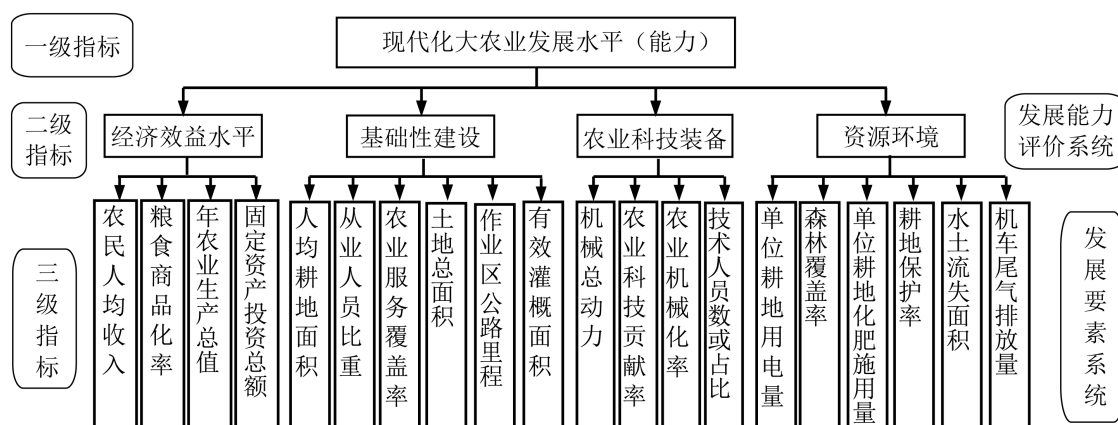 一级指标
现代化大农业发展水平（能力）
二级
指标
经济效益水平
基础性建设
农业科技装备
资源环境
发展能力
评价系统
三级指标
农民人均收入
粮食商品化率
年农业生产总值
固定资产投资总额
人均耕地面积
从业人员比重
农业服务覆盖率
土地总面积
作业区公路里程
有效灌概面积
机械总动力
农业科技贡献率
农业机械化率
技术人员数或占比
单位耕地用电量
森林覆盖率
单位耕地化肥施用量
耕地保护率
水土流失面积
机车尾气排放量
发展要素系统